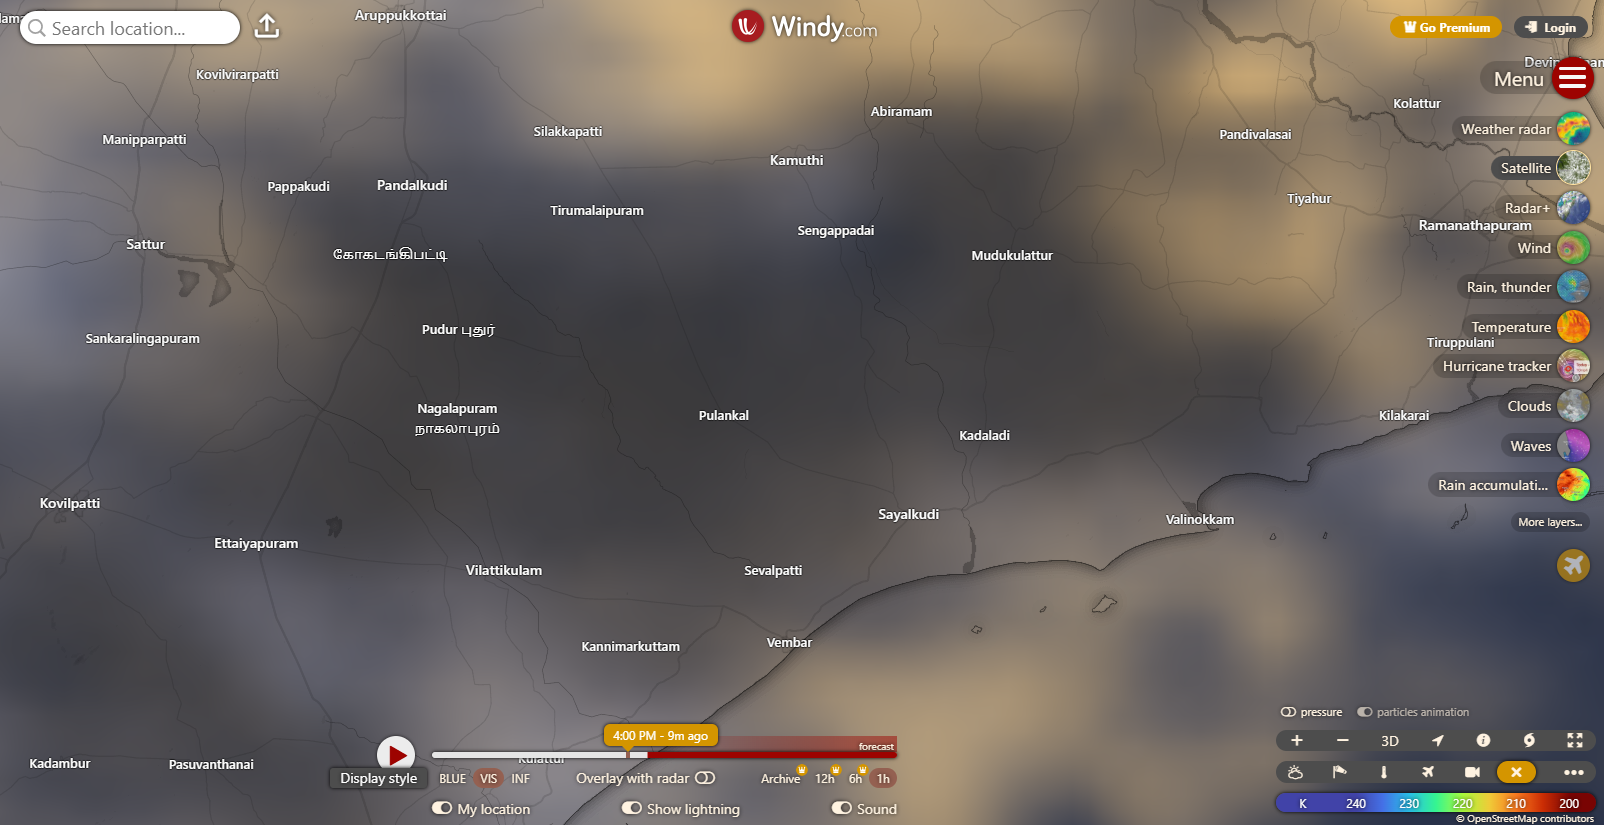 Aruppukkottai
Search location...
Windy.com
Go Premium
Login
Kovilvirarpatti
Menu
Kolattur
Abiramam
Weather radar
Silakkapatti
Manipparpatti
Pandivalasai
Kamuthi
Satellite
Pappakudi
Pandalkudi
Tiyahur
Radar+
Tirumalaipuram
Ramanathapuram
Sengappadai
Sattur
Wind
கோகடங்கிபட்டி
Mudukulattur
Rain, thunder
Pudur புதுர்
Temperature
Sankaralingapuram
Tiruppulani
Hurricane tracker
Nagalapuram
நாகலாபுரம்
Clouds
Pulankal
Kilakarai
Kadaladi
Waves
Rain accumulati...
Kovilpatti
Sayalkudi
Valinokkam
More layers...
Ettaiyapuram
Vilattikulam
Sevalpatti
Kannimarkuttam
Vembar
pressure
particles animation
4:00 PM - 9m ago
forecast
3D
Kadambur
Pasuvanthanai
Kulattur
Display style
BLUE VIS INF
Overlay with radar
Archive 12h 6h 1h
My location
Show lightning
Sound
K 240 230 220 210 200
© OpenStreetMap contributors